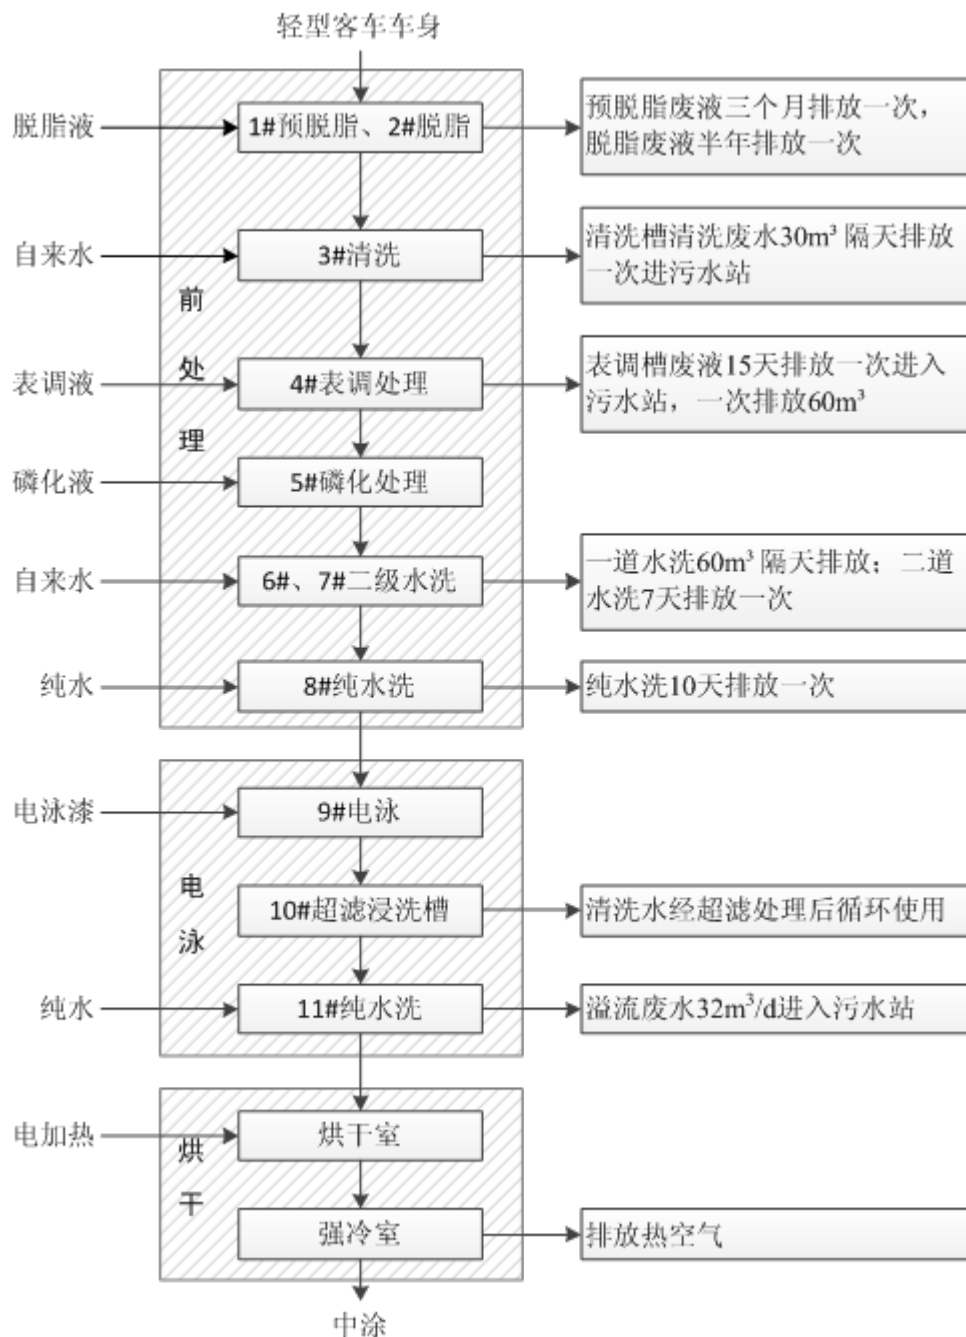 轻型客车车身
脱脂液
1#预脱脂、2#脱脂
预脱脂废液三个月排放一次，
脱脂废液半年排放一次
自来水
3#清洗
清洗槽清洗废水30m³ 隔天排放
一次进污水站
前
处
理
表调液
4#表调处理
表调槽废液15天排放一次进入
污水站，一次排放60m³
磷化液
5#磷化处理
自来水
6#、7#二级水洗
一道水洗60m³ 隔天排放；二道
水洗7天排放一次
纯水
8#纯水洗
纯水洗10天排放一次
电泳漆
9#电泳
电
泳
10#超滤浸洗槽
清洗水经超滤处理后循环使用
纯水
11#纯水洗
溢流废水32m³/d进入污水站
电加热
烘
干
烘干室
强冷室
排放热空气
中涂